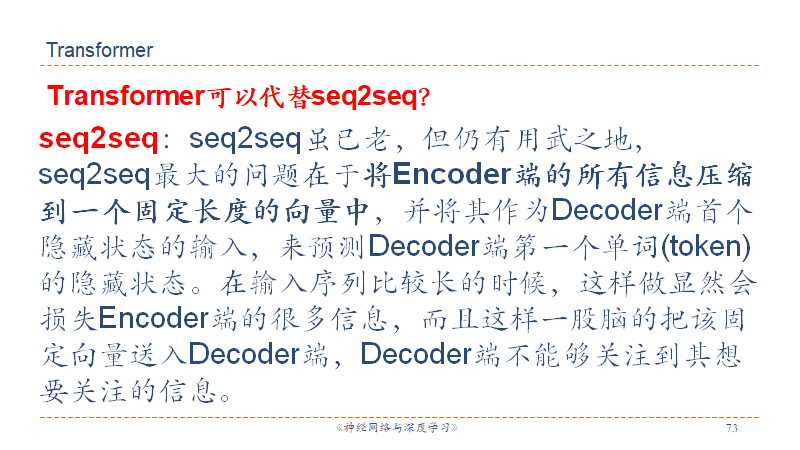 Transformer
Transformer可以代替seq2seq?
seq2seq：seq2seq虽已老，但仍有用武之地，
seq2seq最大的问题在于将Encoder端的所有信息压缩
到一个固定长度的向量中，并将其作为Decoder端首个
隐藏状态的输入，来预测Decoder端第一个单词(token)
的隐藏状态。在输入序列比较长的时候，这样做显然会
损失Encoder端的很多信息，而且这样一股脑的把该固
定向量送入Decoder端，Decoder端不能够关注到其想
要关注的信息。
《神经网络与深度学习》
73